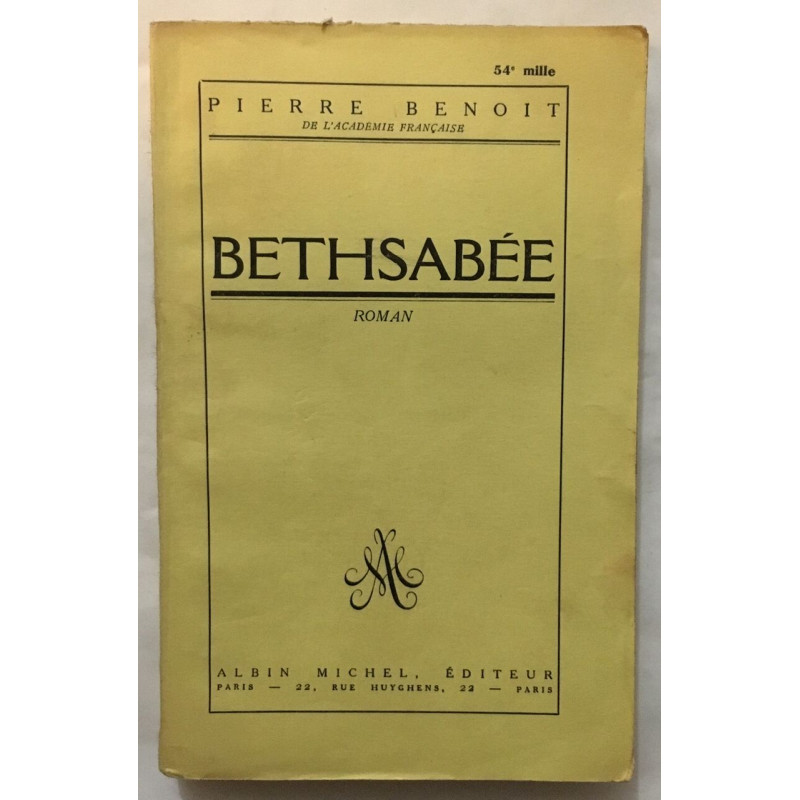 54e mille
PIERRE BENOIT
DE L'ACADÉMIE FRANÇAISE
BETHSABÉE
ROMAN
AM
ALBIN MICHEL, ÉDITEUR
PARIS — 22, RUE HUYGHENS, 22 — PARIS